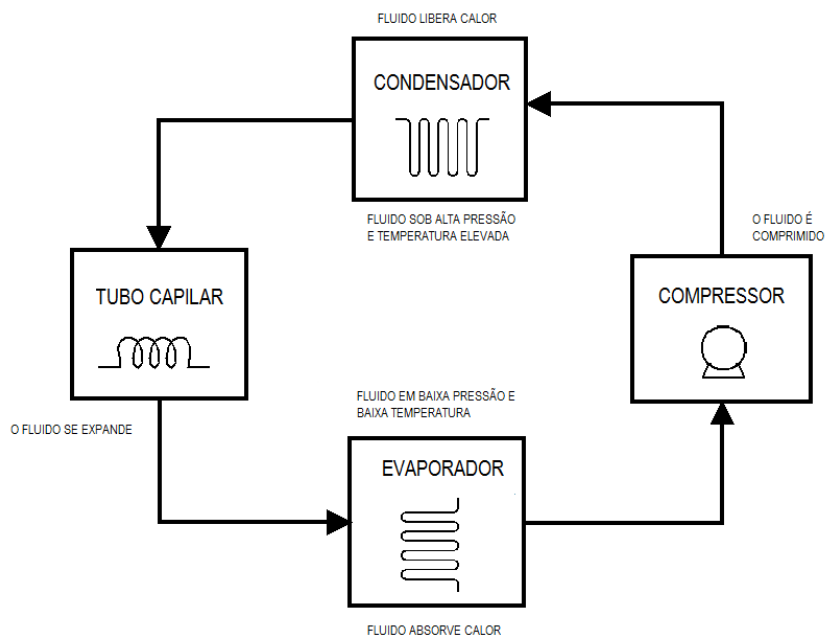 FLUIDO LIBERA CALOR
CONDENSADOR
FLUIDO SOB ALTA PRESSÃO
E TEMPERATURA ELEVADA
O FLUIDO É
COMPRIMIDO
TUBO CAPILAR
COMPRESSOR
O FLUIDO SE EXPANDE
FLUIDO EM BAIXA PRESSÃO E
BAIXA TEMPERATURA
EVAPORADOR
FLUIDO ABSORVE CALOR